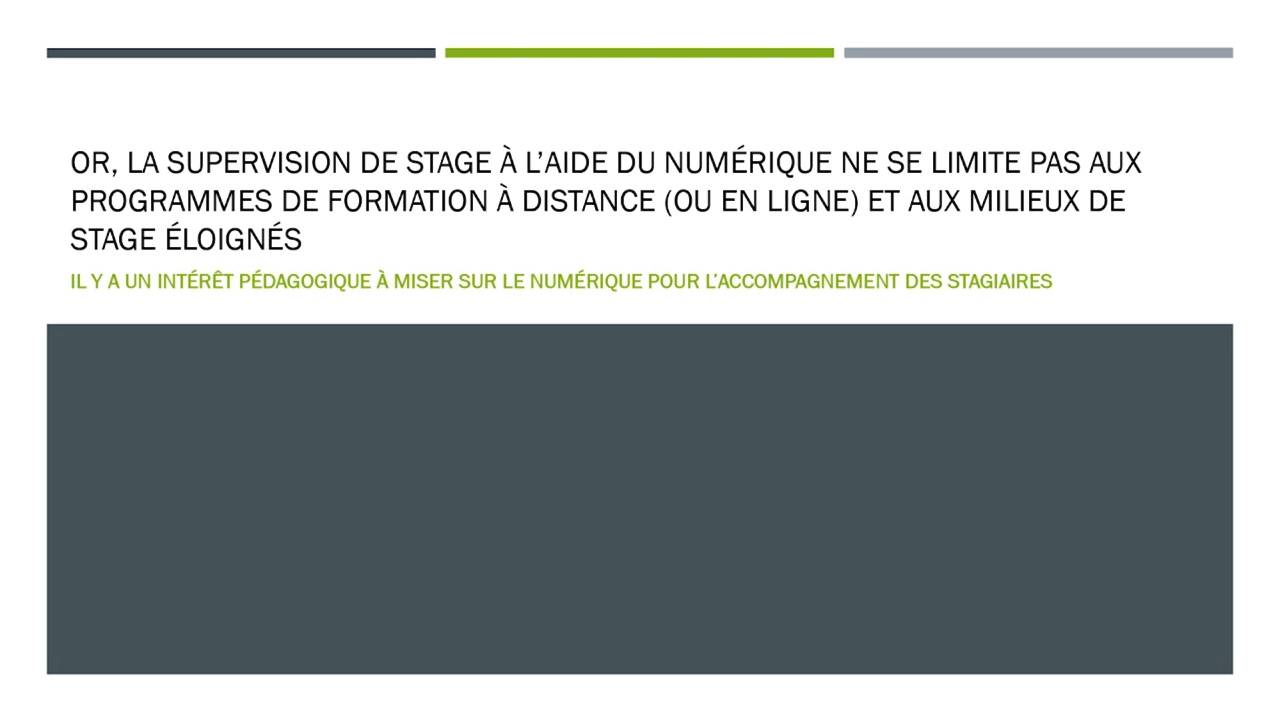 OR, LA SUPERVISION DE STAGE À L’AIDE DU NUMÉRIQUE NE SE LIMITE PAS AUX
PROGRAMMES DE FORMATION À DISTANCE (OU EN LIGNE) ET AUX MILIEUX DE
STAGE ÉLOIGNÉS
IL Y A UN INTÉRÊT PÉDAGOGIQUE À MISER SUR LE NUMÉRIQUE POUR L’ACCOMPAGNEMENT DES STAGIAIRES